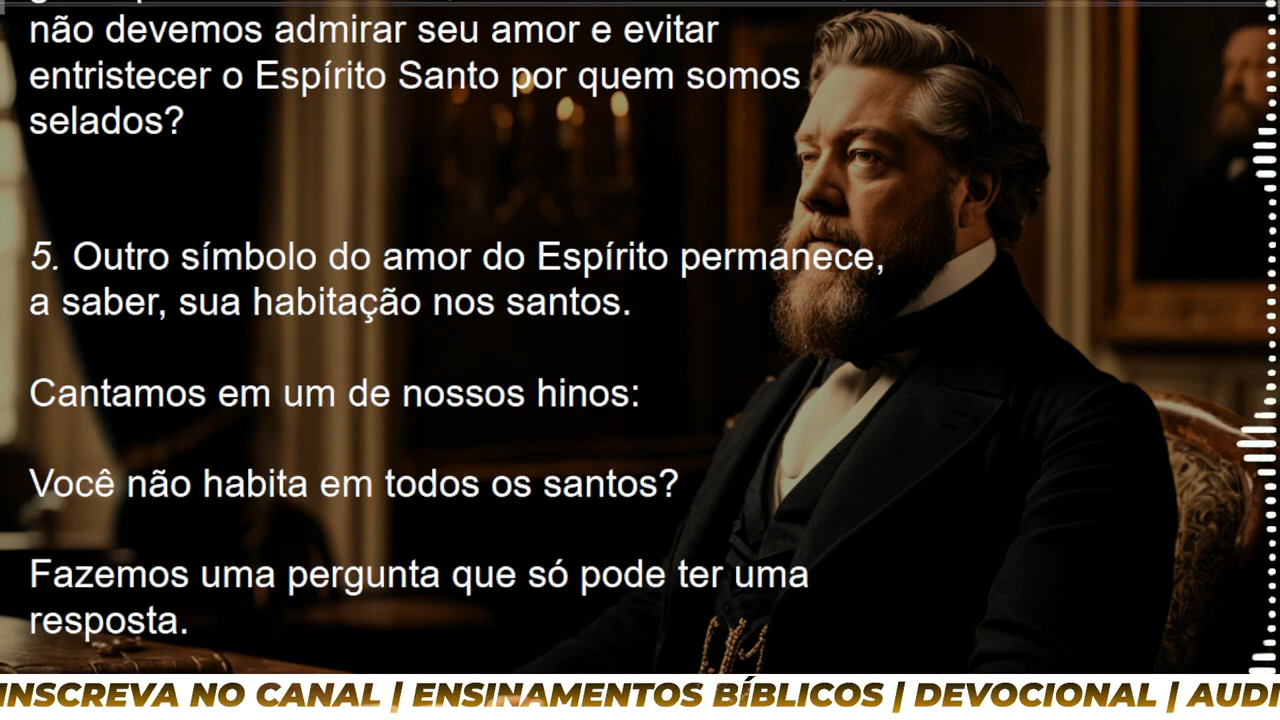 não devemos admirar seu amor e evitar
entristecer o Espírito Santo por quem somos
selados?
5. Outro símbolo do amor do Espírito permanece,
a saber, sua habitação nos santos.
Cantamos em um de nossos hinos:
Você não habita em todos os santos?
Fazemos uma pergunta que só pode ter uma
resposta.
INSCREVA NO CANAL | ENSINAMENTOS BÍBLICOS | DEVOCIONAL | AUDI